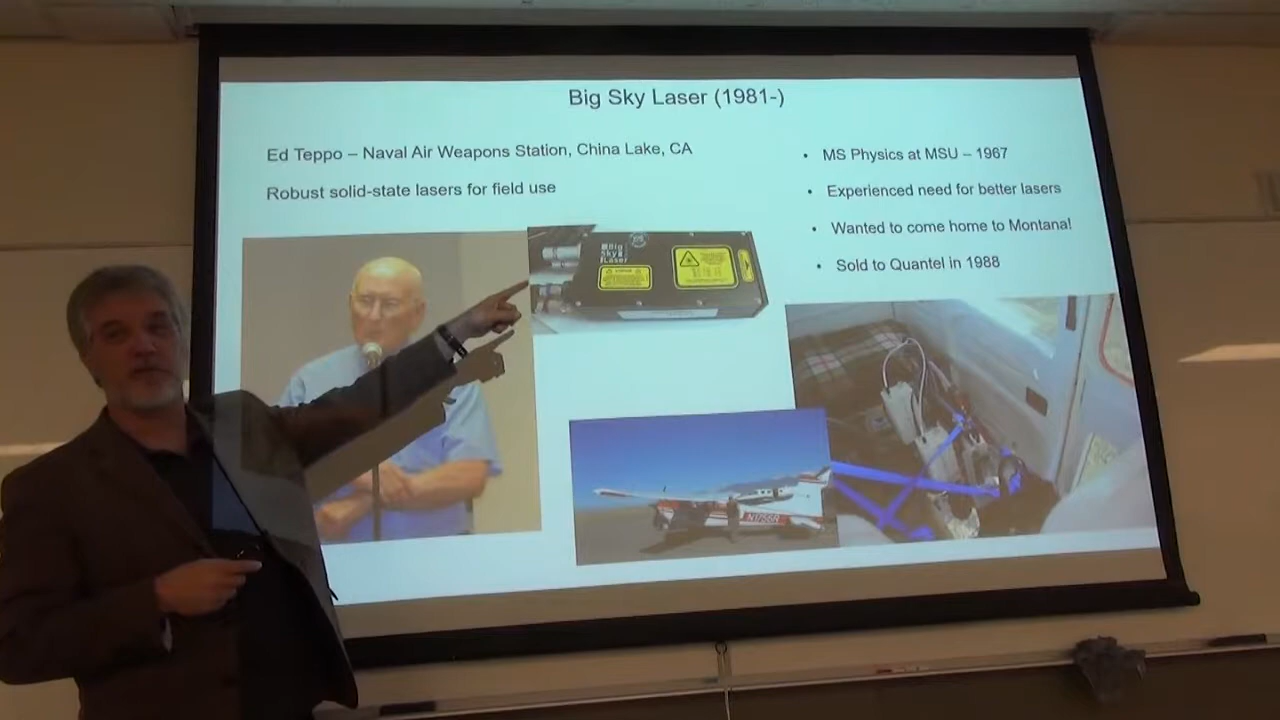 Big Sky Laser (1981-)
Ed Teppo – Naval Air Weapons Station, China Lake, CA
Robust solid-state lasers for field use
• MS Physics at MSU – 1967
• Experienced need for better lasers
• Wanted to come home to Montana!
• Sold to Quantel in 1988
Big
Sky
Laser